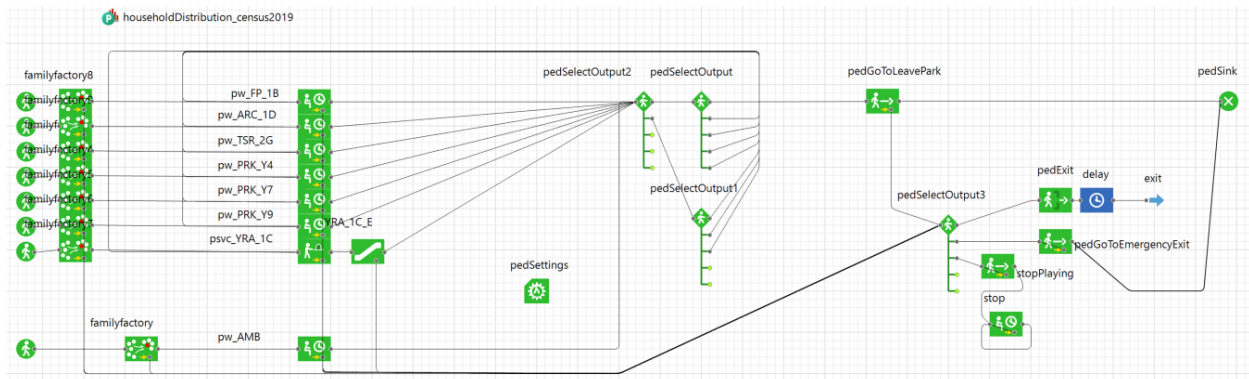 householdDistribution_census2019
familyfactory8
pedSelectOutput2
pedSelectOutput
pedGoToLeavePark
pedSink
pw_FP_1B
pw_ARC_1D
pw_TSR_2G
pw_PRK_Y4
pw_PRK_Y7
pw_PRK_Y9
YRA_1C_E
psvc_YRA_1C
pedSelectOutput1
pedSettings
pedSelectOutput3
pedExit
delay
exit
pedGoToEmergencyExit
stopPlaying
stop
familyfactory
pw_AMB